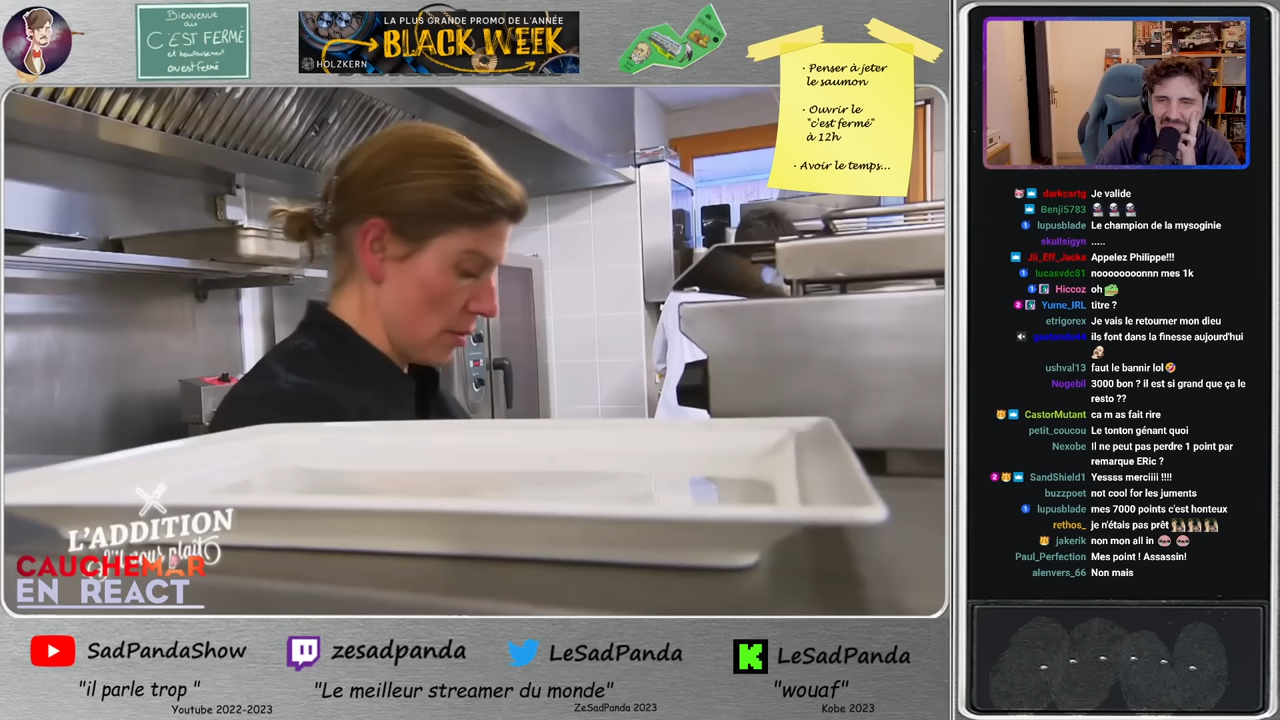 Bienvenue
au
C'EST FERMÉ
et heureusement
on est fermé
LA PLUS GRANDE PROMO DE L'ANNÉE
BLACK WEEK
HOLZKERN
· Penser à jeter
le saumon
· Ouvrir le
"c'est fermé"
à 12h
· Avoir le temps...
darkcartg Je valide
Benji5783
lupusblade Le champion de la mysoginie
skullsigyn .....
Jii_Eff_Jacks Appelez Philippe!!!
lucasvdc81 noooooooonnn mes 1k
Hiccoz oh
Yume_IRL titre ?
etrigorex Je vais le retourner mon dieu
ils font dans la finesse aujourd'hui
ushval13 faut le bannir lol
Nogebil 3000 bon ? il est si grand que ça le
resto ??
CastorMutant ca m as fait rire
petit_coucou Le tonton génant quoi
Nexobe Il ne peut pas perdre 1 point par
remarque ERic ?
SandShield1 Yessss merciiii !!!!
buzzpoet not cool for les juments
lupusblade mes 7000 points c'est honteux
rethos_ je n'étais pas prêt
jakerik non mon all in
Paul_Perfection Mes point ! Assassin!
alenvers_66 Non mais
L'ADDITION
s'il vous plaît
CAUCHEMAR
EN REACT
SadPandaShow
zesadpanda
LeSadPanda
LeSadPanda
"il parle trop "
Youtube 2022-2023
"Le meilleur streamer du monde"
ZeSadPanda 2023
"wouaf"
Kobe 2023